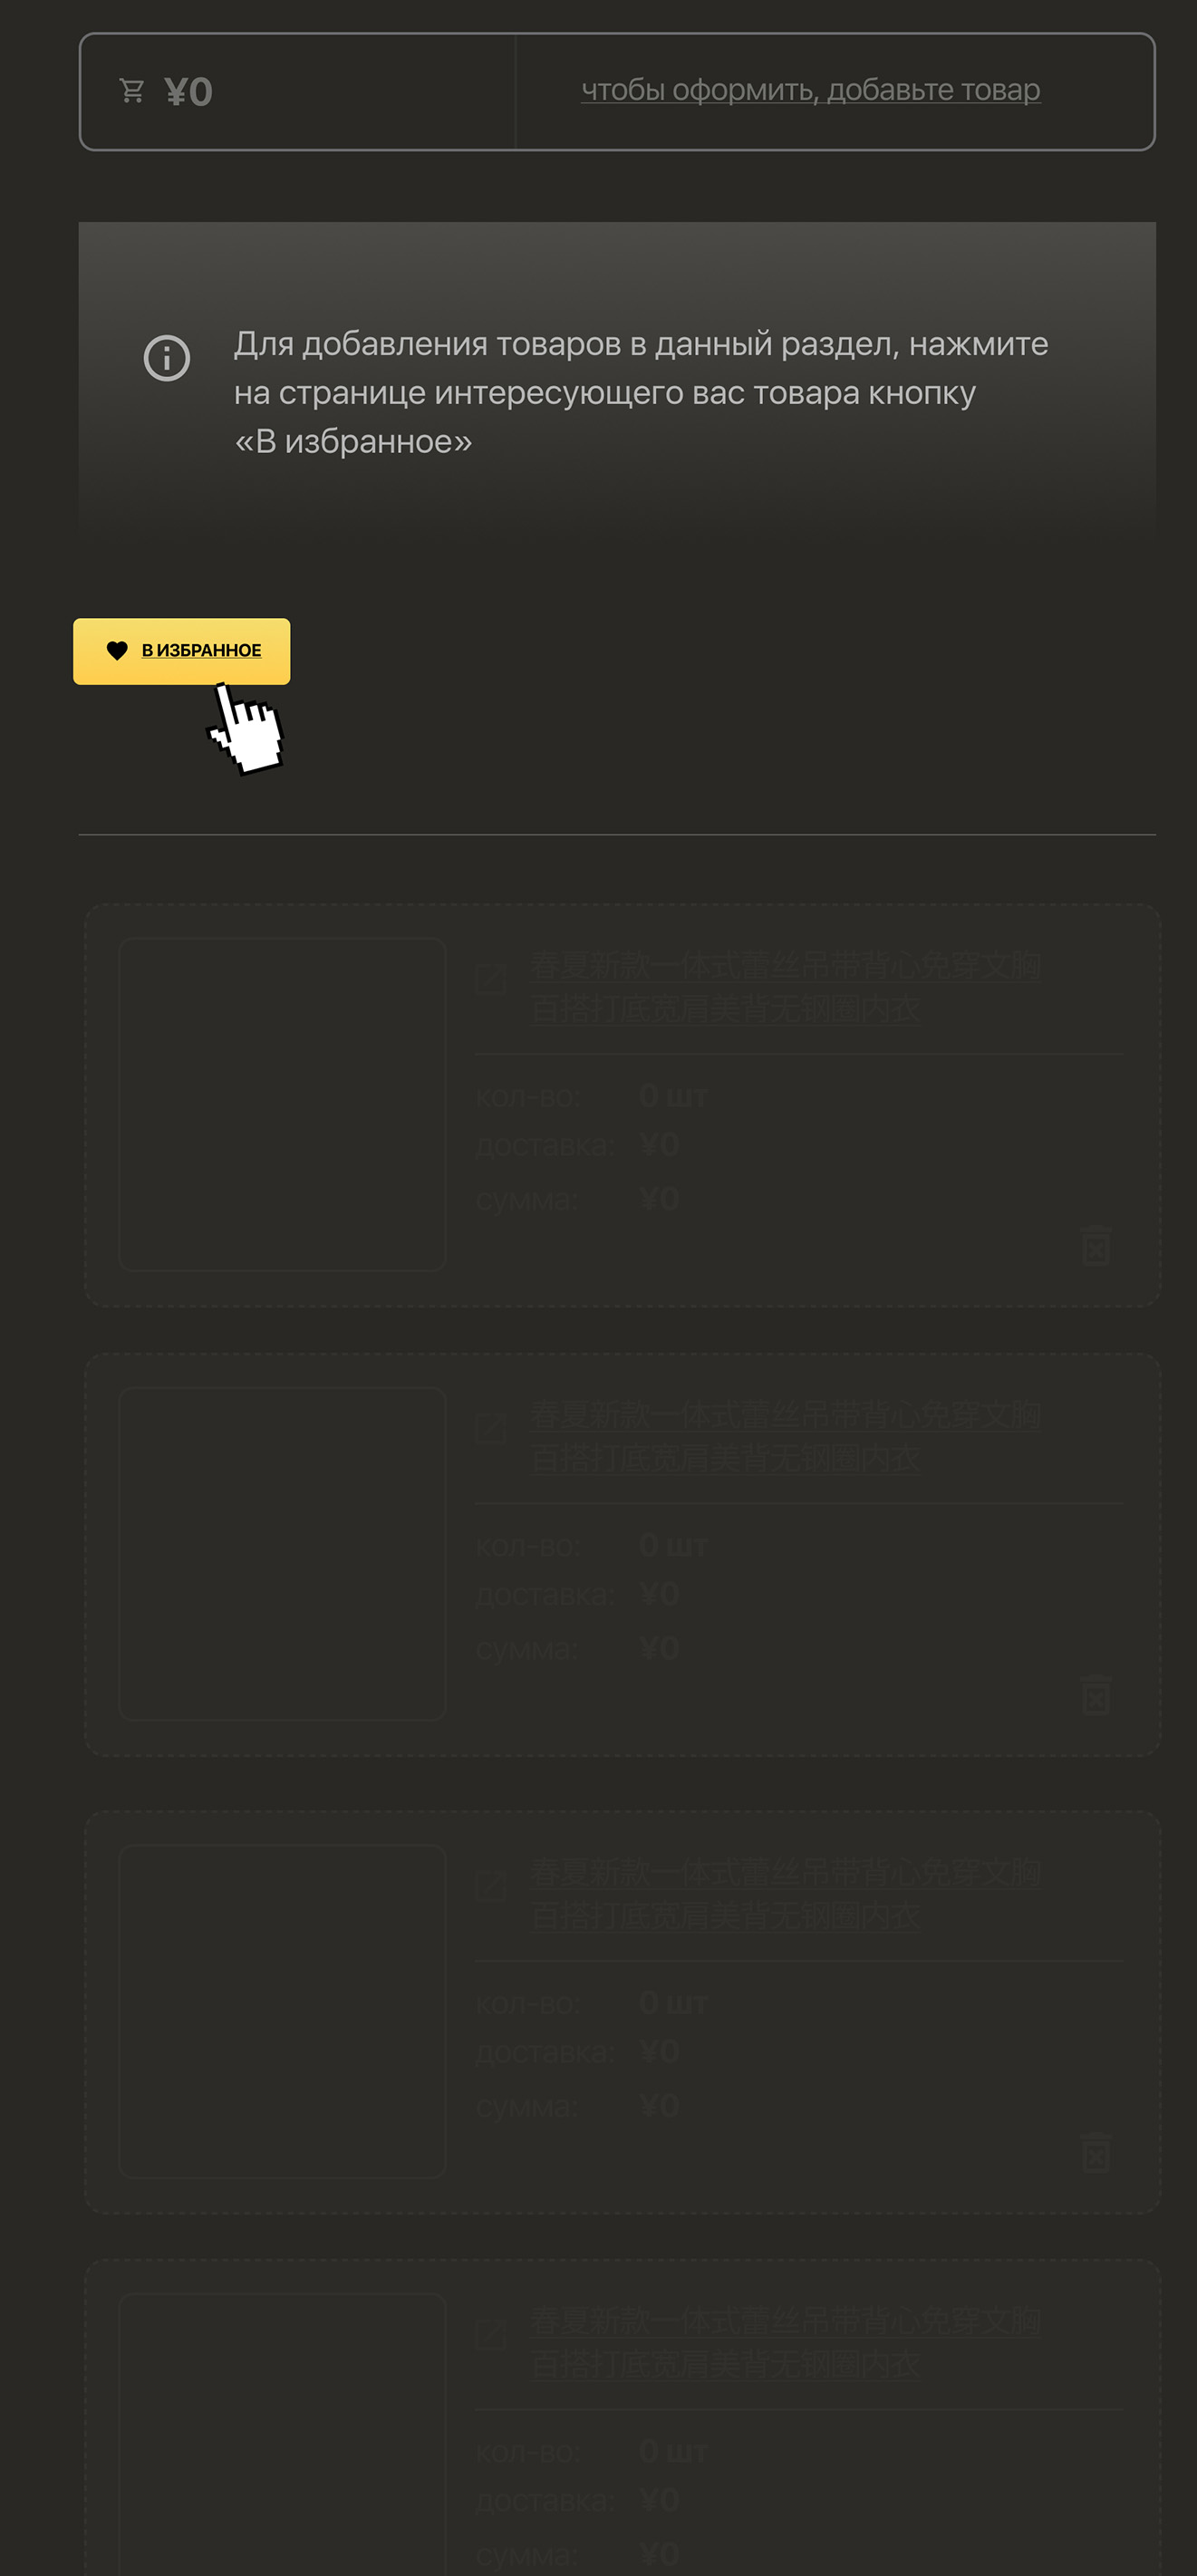 ¥0
чтобы оформить, добавьте товар
Для добавления товаров в данный раздел, нажмите
на странице интересующего вас товара кнопку
«В избранное»
В ИЗБРАННОЕ
春夏新款一体式蕾丝吊带背心免穿文胸
百搭打底宽肩美背无钢圈内衣
кол-во: 0 шт
доставка: ¥0
сумма: ¥0
春夏新款一体式蕾丝吊带背心免穿文胸
百搭打底宽肩美背无钢圈内衣
кол-во: 0 шт
доставка: ¥0
сумма: ¥0
春夏新款一体式蕾丝吊带背心免穿文胸
百搭打底宽肩美背无钢圈内衣
кол-во: 0 шт
доставка: ¥0
сумма: ¥0
春夏新款一体式蕾丝吊带背心免穿文胸
百搭打底宽肩美背无钢圈内衣
кол-во: 0 шт
доставка: ¥0
сумма: ¥0